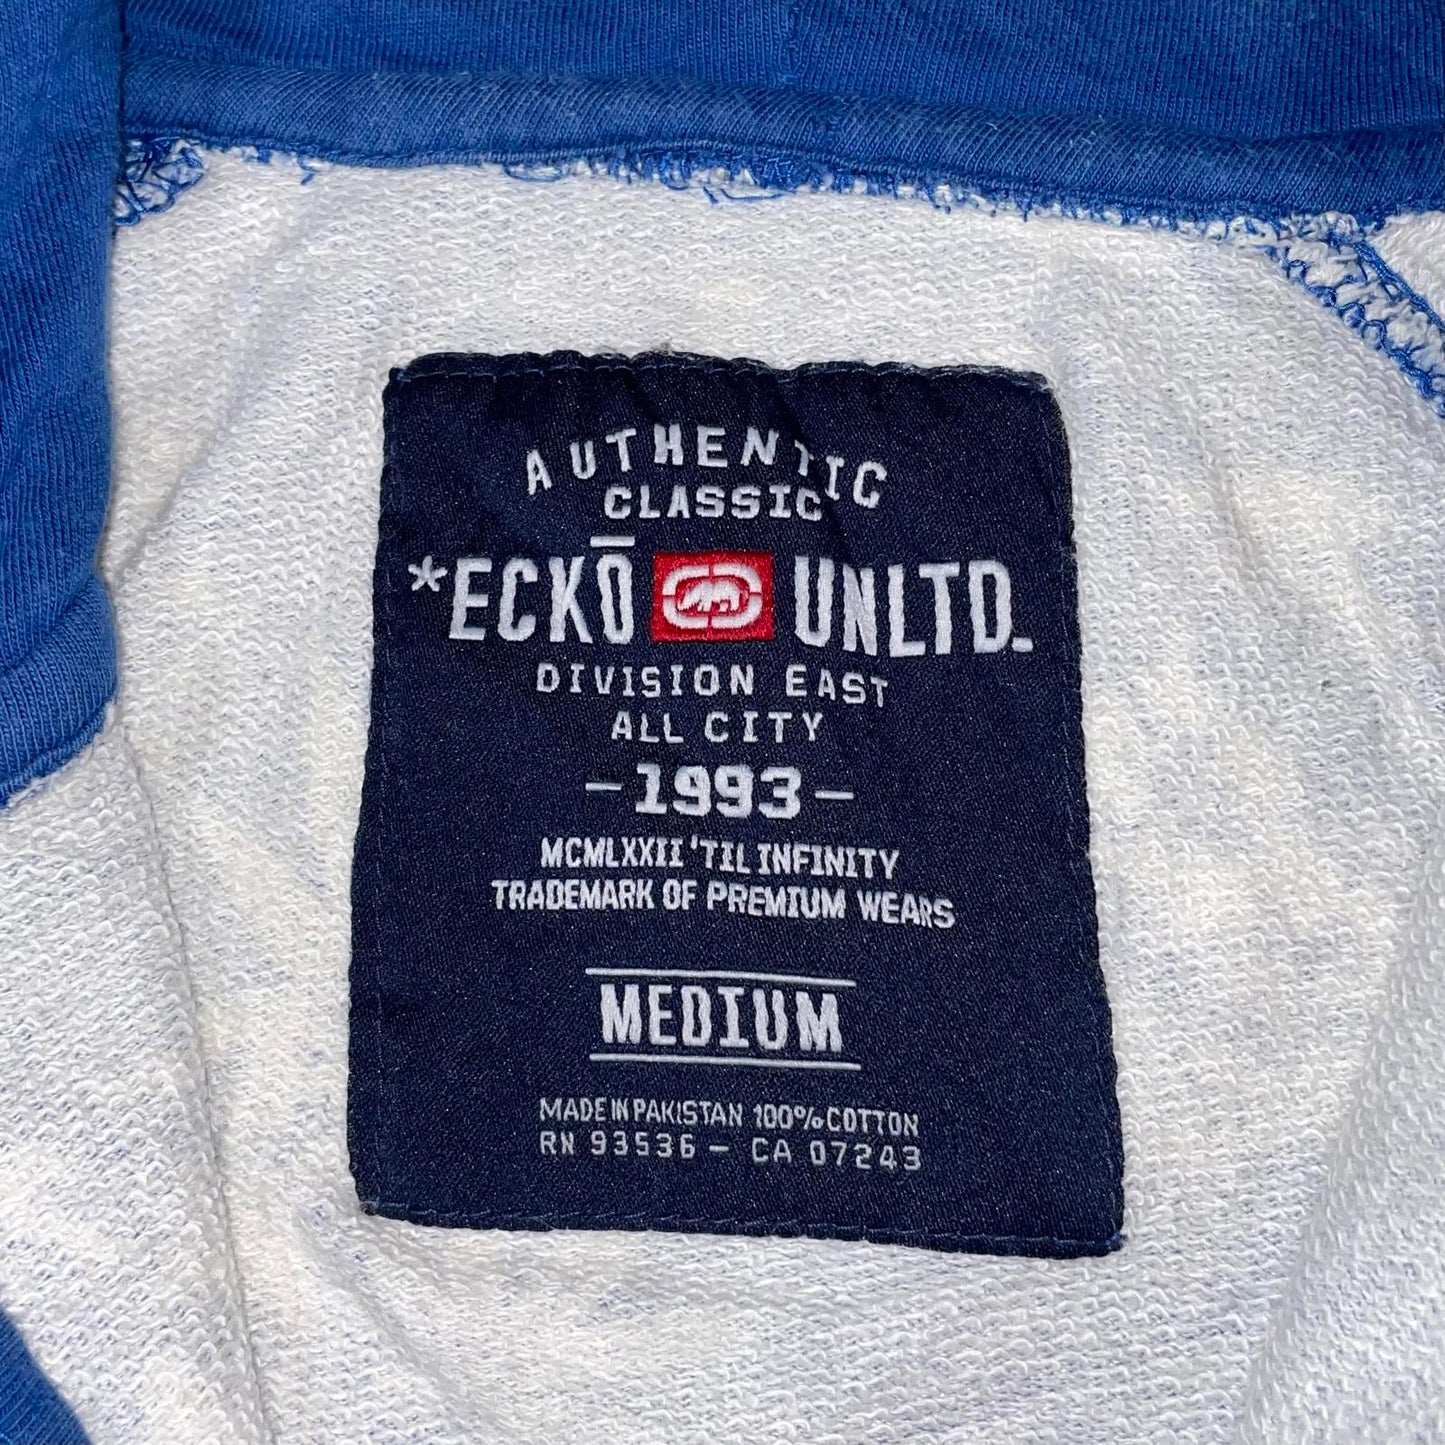 AUTHENTIC
CLASSIC
*ECKŌ UNLTD.
DIVISION EAST
ALL CITY
-1993-
MCMLXXII 'TIL INFINITY
TRADEMARK OF PREMIUM WEARS
MEDIUM
MADE IN PAKISTAN 100% COTTON
RN 93536 - CA 07243